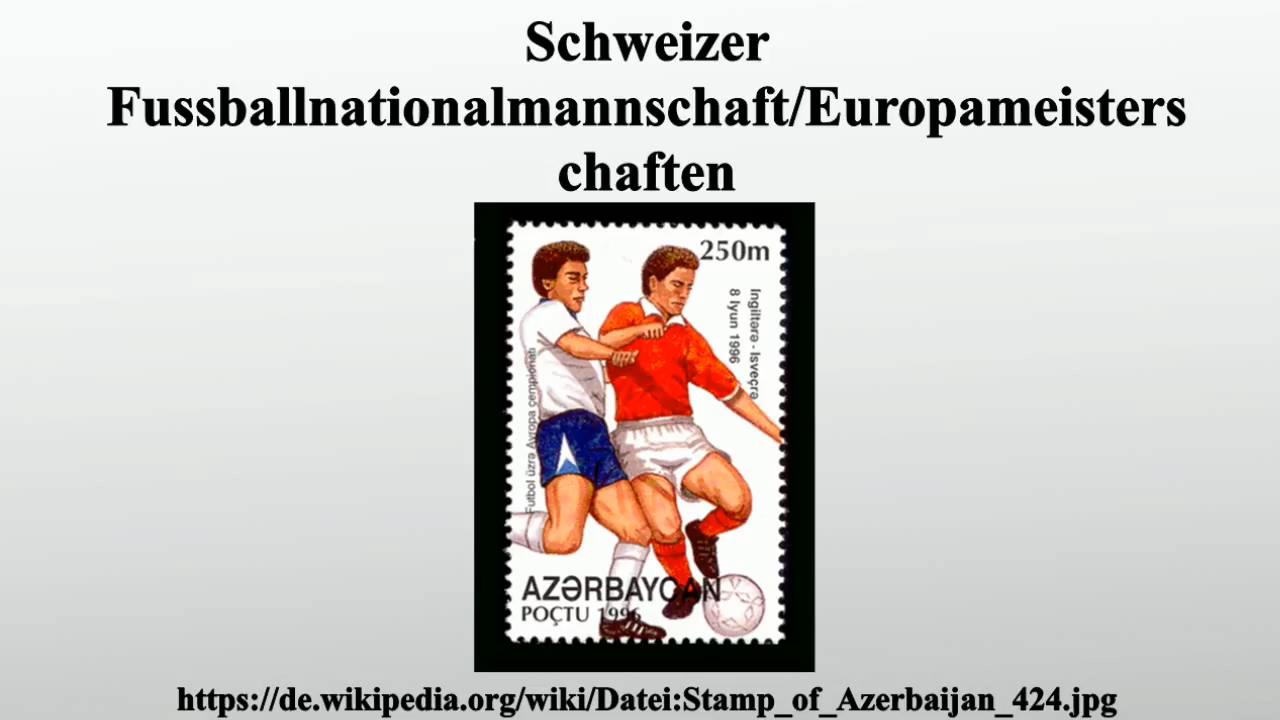 Schweizer
Fussballnationalmannschaft/Europameisters
chaften
250m
Ingiltərə - Isveçrə
8 Iyun 1996
Futbol üzrə Avropa çempionatı
AZƏRBAYCAN
POÇTU 1996
https://de.wikipedia.org/wiki/Datei:Stamp_of_Azerbaijan_424.jpg